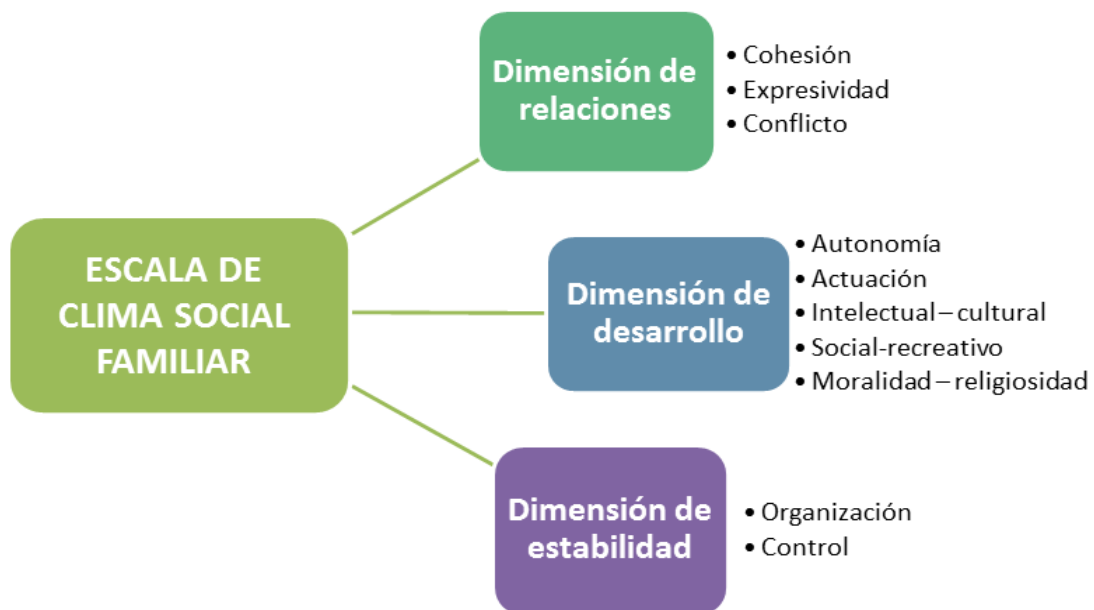 Dimensión de
relaciones
• Cohesión
• Expresividad
• Conflicto
ESCALA DE
CLIMA SOCIAL
FAMILIAR
Dimensión de
desarrollo
• Autonomía
• Actuación
• Intelectual – cultural
• Social-recreativo
• Moralidad – religiosidad
Dimensión de
estabilidad
• Organización
• Control